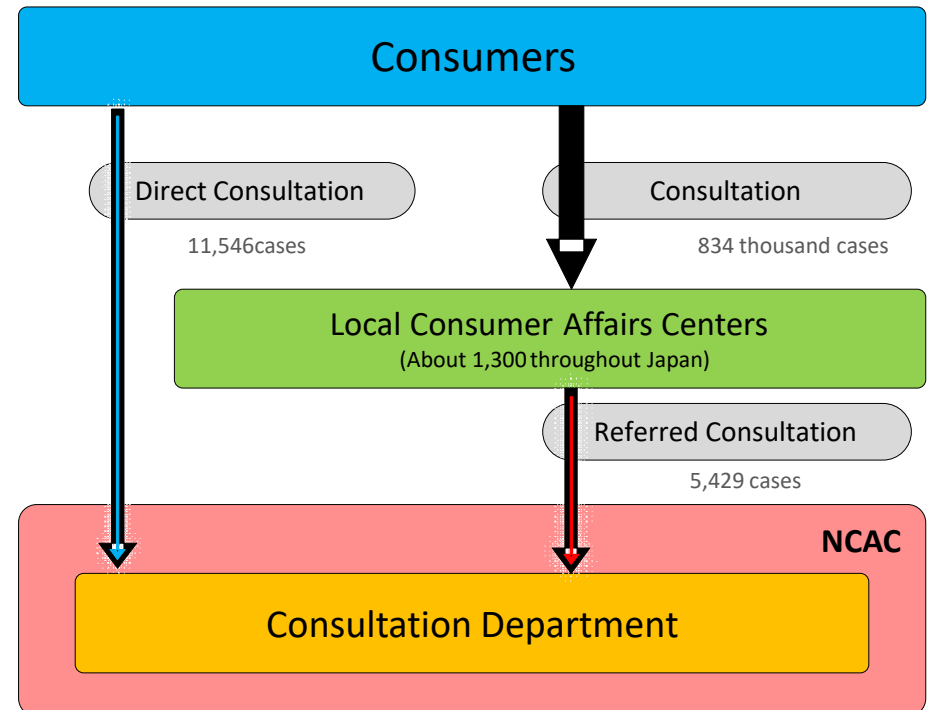 Consumers
Direct Consultation
11,546cases
Consultation
834 thousand cases
Local Consumer Affairs Centers
(About 1,300 throughout Japan)
Referred Consultation
5,429 cases
NCAC
Consultation Department